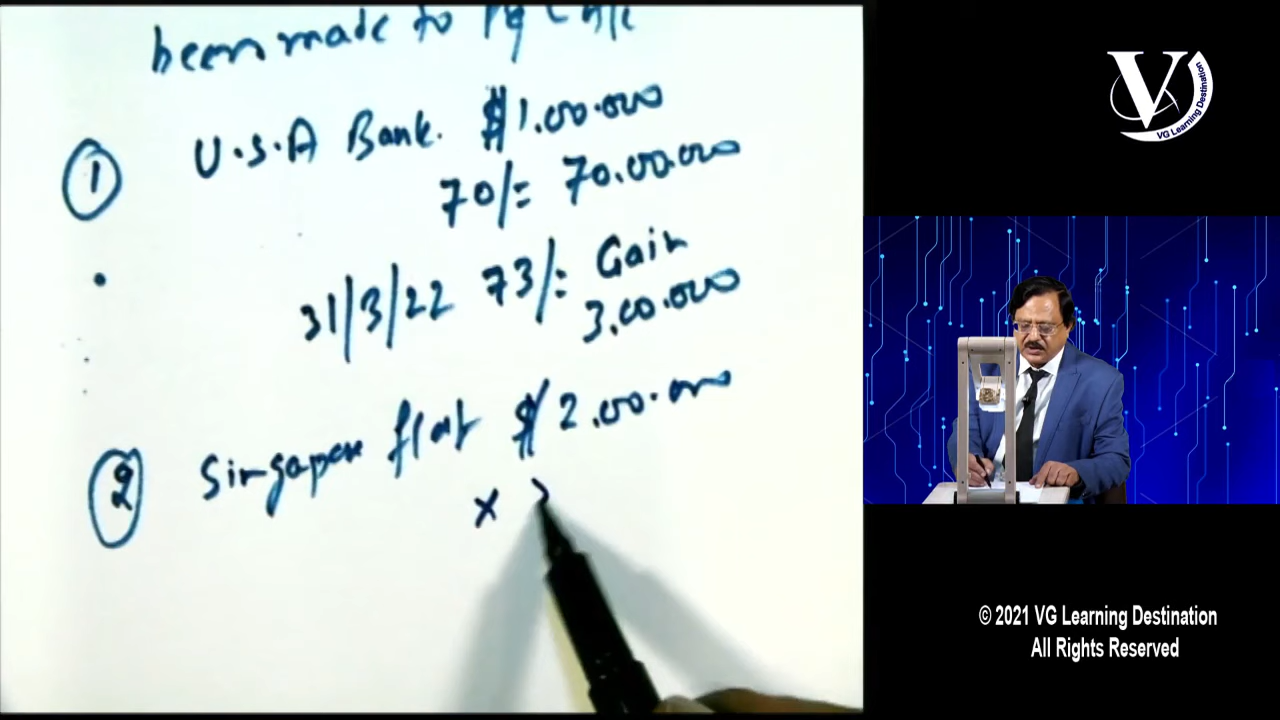 been made to P&L A/c
① U.S.A Bank. $1.00.000
70/= 70.00.000
31/3/22 73/= Gain
3.00.000
② Singapore flat $ 2.00.000
x
V
VG Learning Destination
© 2021 VG Learning Destination
All Rights Reserved